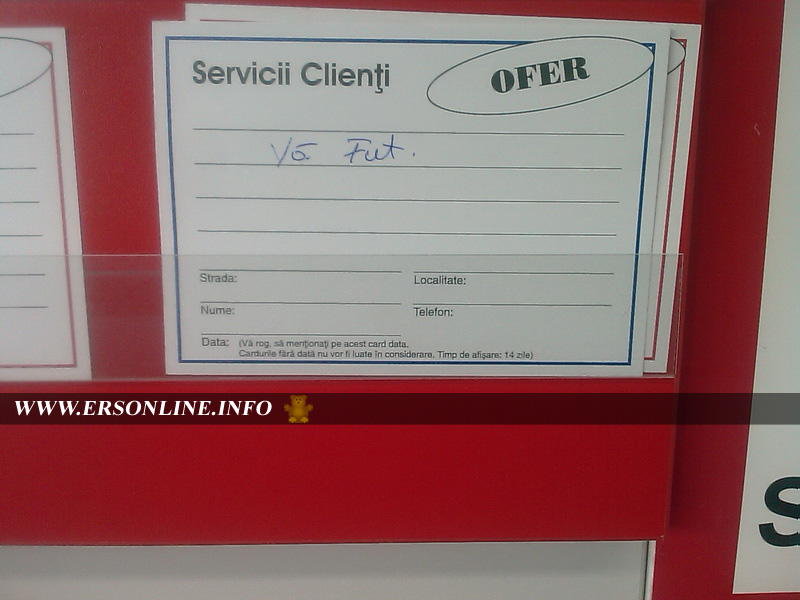 Servicii Clienţi
OFER
Vă Fut.
Strada:
Localitate:
Nume:
Telefon:
Data: (Vă rog, să menţionaţi pe acest card data.
Cardurile fără dată nu vor fi luate în considerare. Timp de afişare: 14 zile)
WWW.ERSONLINE.INFO
S